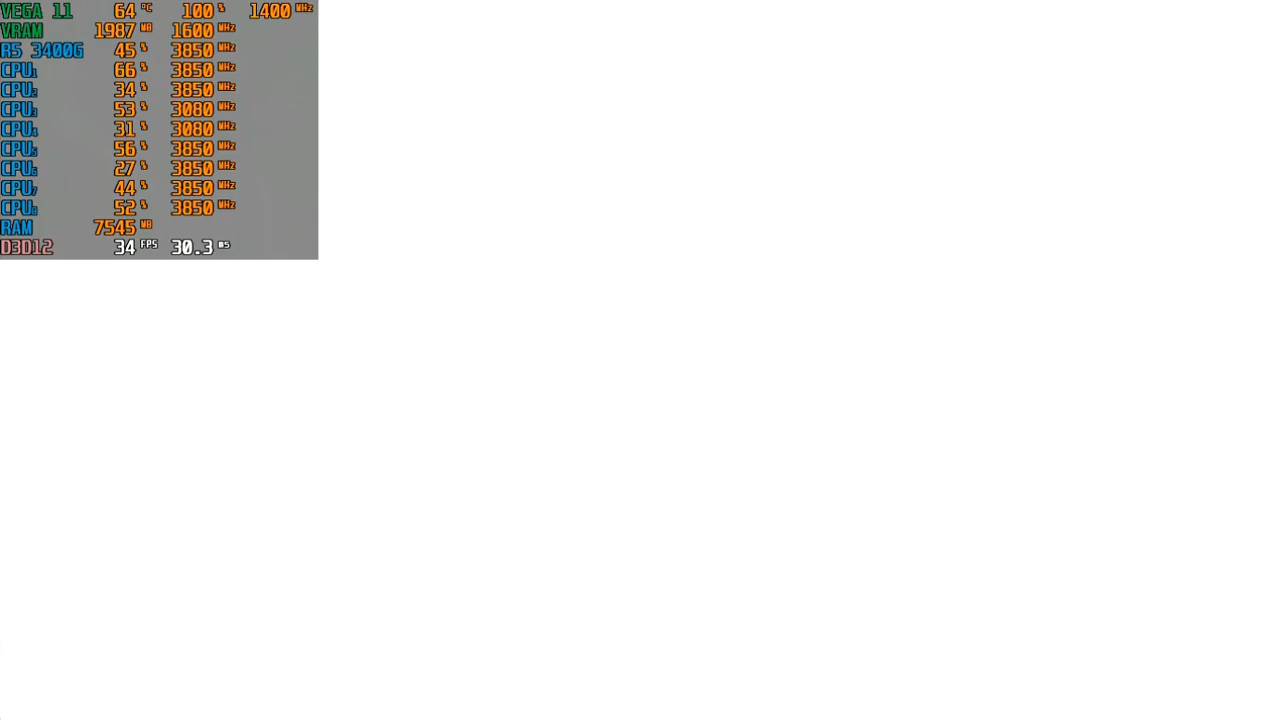 VEGA 11 64 °C 100 % 1400 MHz
VRAM 1987 MB 1600 MHz
R5 3400G 45 % 3850 MHz
CPU1 66 % 3850 MHz
CPU2 34 % 3850 MHz
CPU3 53 % 3080 MHz
CPU4 31 % 3080 MHz
CPU5 56 % 3850 MHz
CPU6 27 % 3850 MHz
CPU7 44 % 3850 MHz
CPU8 52 % 3850 MHz
RAM 7545 MB
D3D12 34 FPS 30.3 ms